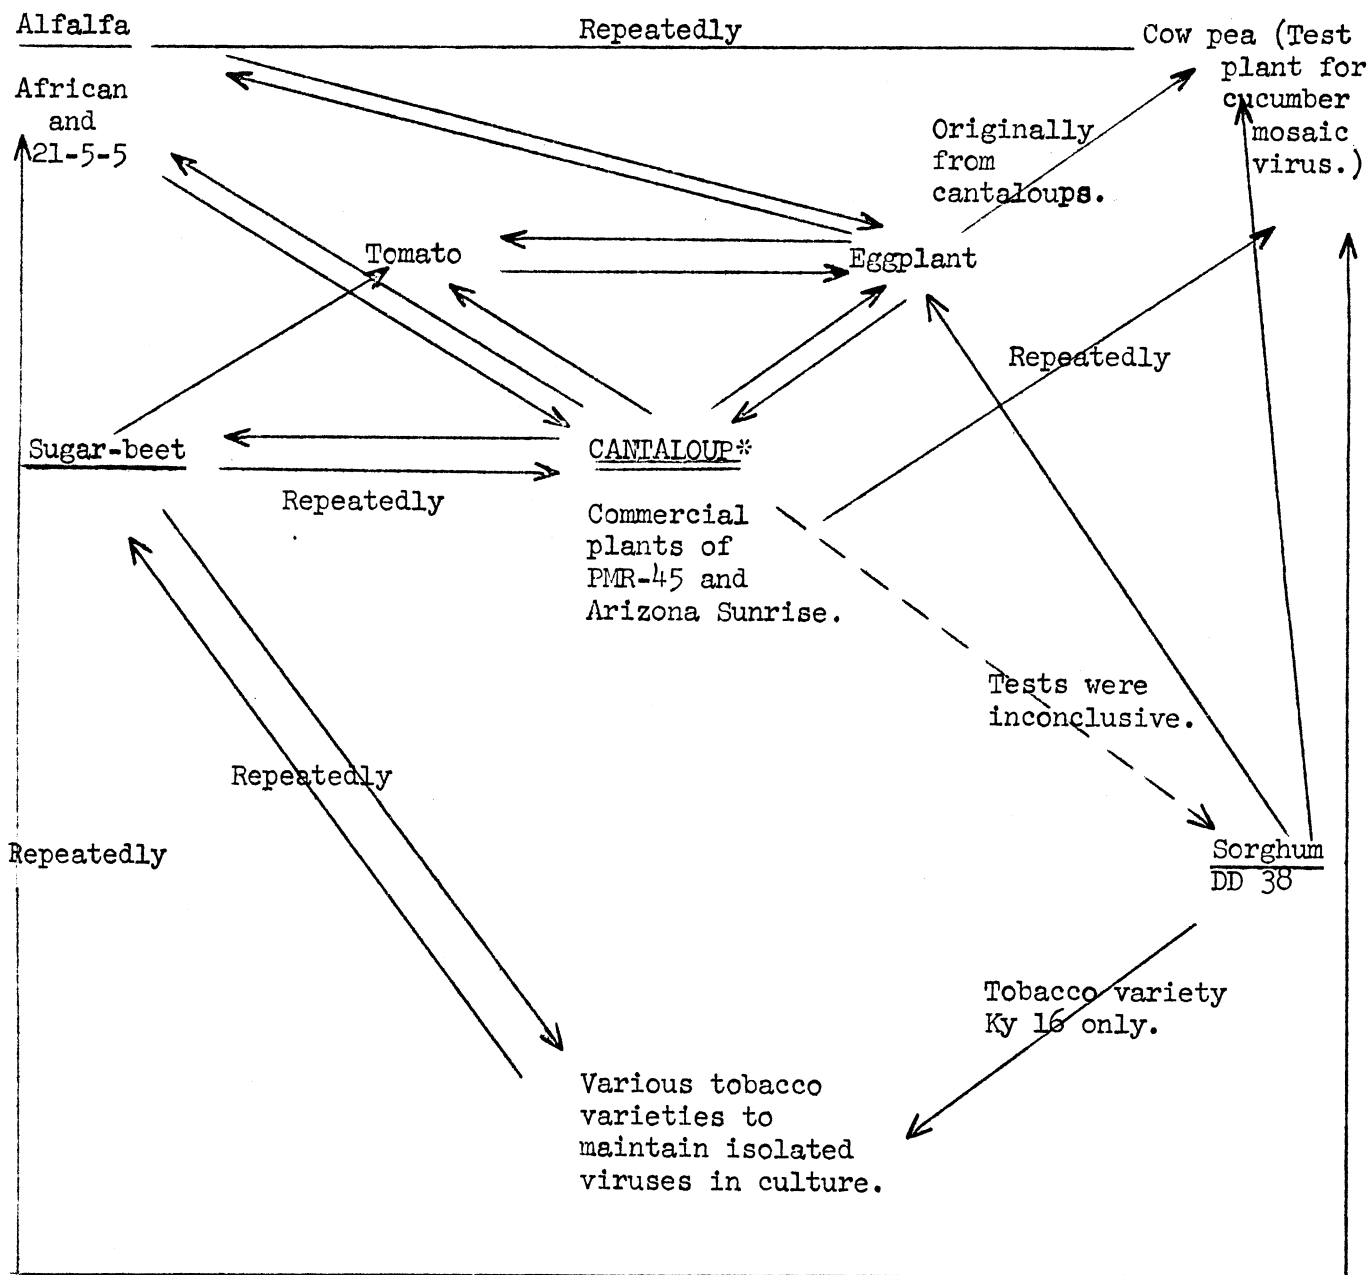 Alfalfa
Repeatedly
Cow pea (Test
plant for
cucumber
mosaic
virus.)
African
and
21-5-5
Originally
from
cantaloups.
Tomato
Eggplant
Repeatedly
Sugar-beet
CANTALOUP*
Repeatedly
Commercial
plants of
PMR-45 and
Arizona Sunrise.
Tests were
inconclusive.
Repeatedly
Repeatedly
Sorghum
DD 38
Tobacco variety
Ky 16 only.
Various tobacco
varieties to
maintain isolated
viruses in culture.